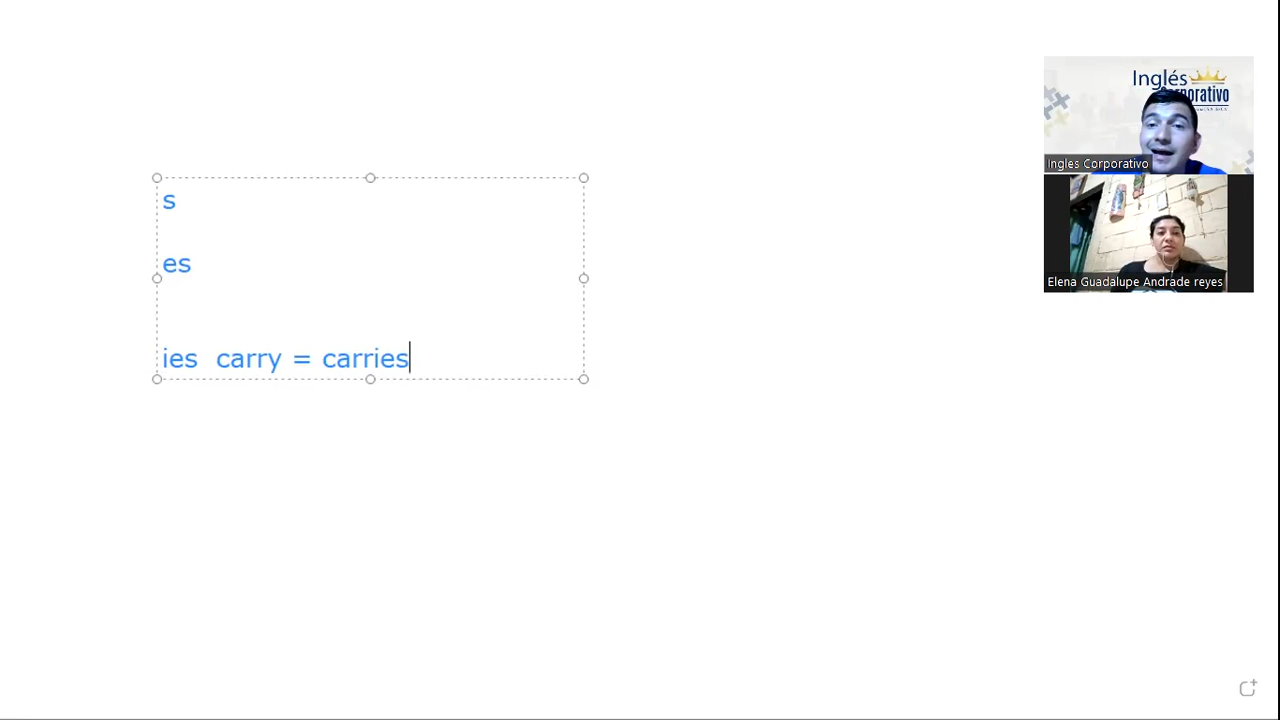 s
es
ies  carry = carries
Inglés
Corporativo
Ingles Corporativo
Elena Guadalupe Andrade reyes